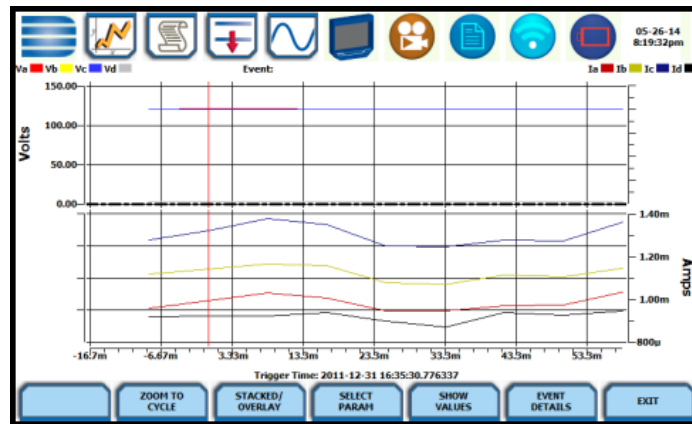 05-26-14
8:19:32pm
Va Vb Vc Vd
Event:
Ia Ib Ic Id
150.00
100.00
50.00
0.00
Volts
1.40m
1.20m
1.00m
800µ
Amps
-16.7m -6.67m 3.33m 13.3m 23.3m 33.3m 43.3m 53.3m
Trigger Time: 2011-12-31 16:35:30.776337
ZOOM TO
CYCLE
STACKED/
OVERLAY
SELECT
PARAM
SHOW
VALUES
EVENT
DETAILS
EXIT